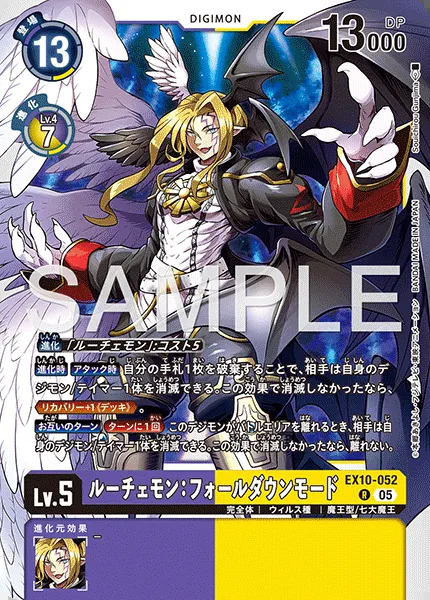 DIGIMON
登場
13
DP
13000
進化
Lv.4
7
Souichirou Gunjima
BANDAI MADE IN JAPAN
SAMPLE
進化 「ルーチェモン」:コスト5
進化時 アタック時 自分の手札1枚を破棄することで、相手は自身のデ
ジモン/テイマー1体を消滅できる。この効果で消滅しなかったなら、
リカバリー+1《デッキ》。
お互いのターン ターンに1回 このデジモンがバトルエリアを離れるとき、相手は自
身のデジモン/テイマー1体を消滅できる。この効果で消滅しなかったなら、離れない。
Lv.5
ルーチェモン:フォールダウンモード
EX10-052
R
05
完全体 | ウィルス種 | 魔王型/七大魔王
進化元効果